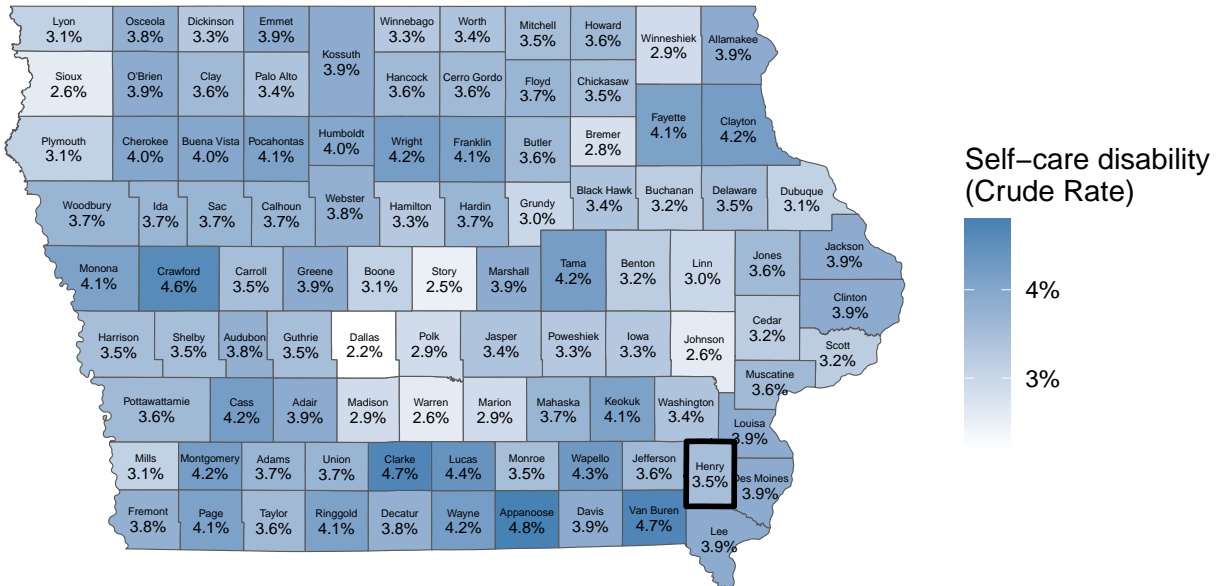 Lyon
3.1%
Osceola
3.8%
Dickinson
3.3%
Emmet
3.9%
Kossuth
3.9%
Winnebago
3.3%
Worth
3.4%
Mitchell
3.5%
Howard
3.6%
Winneshiek
2.9%
Allamakee
3.9%
Sioux
2.6%
O'Brien
3.9%
Clay
3.6%
Palo Alto
3.4%
Hancock
3.6%
Cerro Gordo
3.6%
Floyd
3.7%
Chickasaw
3.5%
Fayette
4.1%
Clayton
4.2%
Plymouth
3.1%
Cherokee
4.0%
Buena Vista
4.0%
Pocahontas
4.1%
Humboldt
4.0%
Wright
4.2%
Franklin
4.1%
Butler
3.6%
Bremer
2.8%
Woodbury
3.7%
Ida
3.7%
Sac
3.7%
Calhoun
3.7%
Webster
3.8%
Hamilton
3.3%
Hardin
3.7%
Grundy
3.0%
Black Hawk
3.4%
Buchanan
3.2%
Delaware
3.5%
Dubuque
3.1%
Monona
4.1%
Crawford
4.6%
Carroll
3.5%
Greene
3.9%
Boone
3.1%
Story
2.5%
Marshall
3.9%
Tama
4.2%
Benton
3.2%
Linn
3.0%
Jones
3.6%
Jackson
3.9%
Clinton
3.9%
Harrison
3.5%
Shelby
3.5%
Audubon
3.8%
Guthrie
3.5%
Dallas
2.2%
Polk
2.9%
Jasper
3.4%
Poweshiek
3.3%
Iowa
3.3%
Johnson
2.6%
Cedar
3.2%
Scott
3.2%
Muscatine
3.6%
Pottawattamie
3.6%
Cass
4.2%
Adair
3.9%
Madison
2.9%
Warren
2.6%
Marion
2.9%
Mahaska
3.7%
Keokuk
4.1%
Washington
3.4%
Louisa
3.9%
Mills
3.1%
Montgomery
4.2%
Adams
3.7%
Union
3.7%
Clarke
4.7%
Lucas
4.4%
Monroe
3.5%
Wapello
4.3%
Jefferson
3.6%
Henry
3.5%
Des Moines
3.9%
Fremont
3.8%
Page
4.1%
Taylor
3.6%
Ringgold
4.1%
Decatur
3.8%
Wayne
4.2%
Appanoose
4.8%
Davis
3.9%
Van Buren
4.7%
Lee
3.9%
Self−care disability
(Crude Rate)
4%
3%